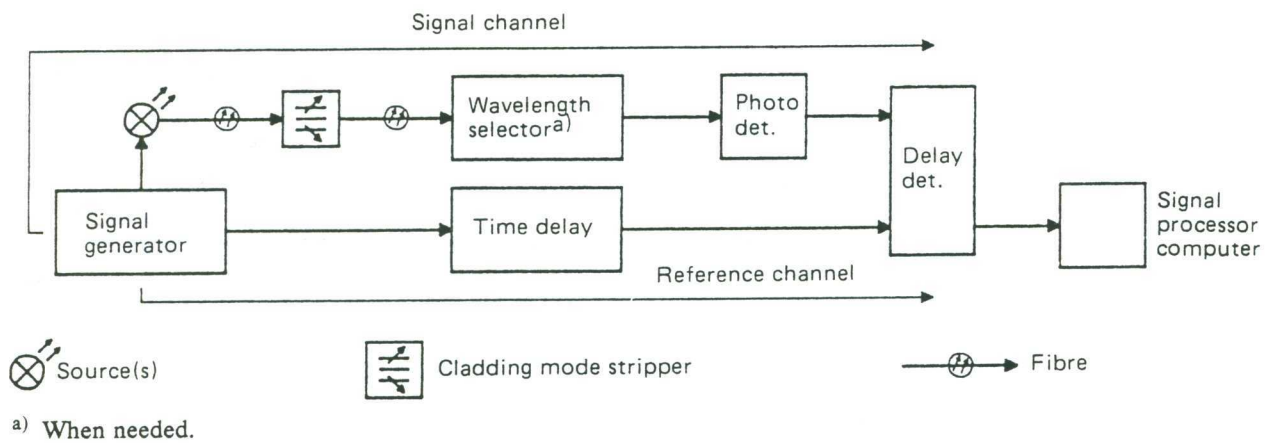 Signal channel
Wavelength
selector a)
Photo
det.
Delay
det.
Signal
generator
Time delay
Signal
processor
computer
Reference channel
Source(s)
Cladding mode stripper
Fibre
a) When needed.